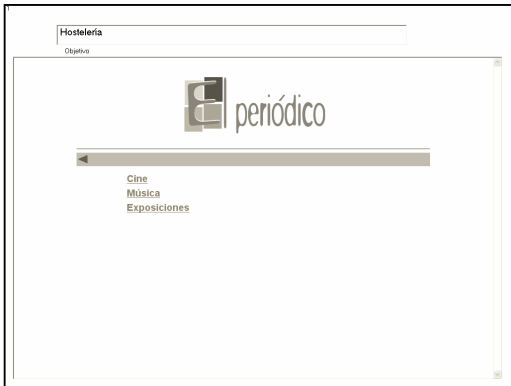 Hostelería
Objetivo
El periódico
Cine
Música
Exposiciones